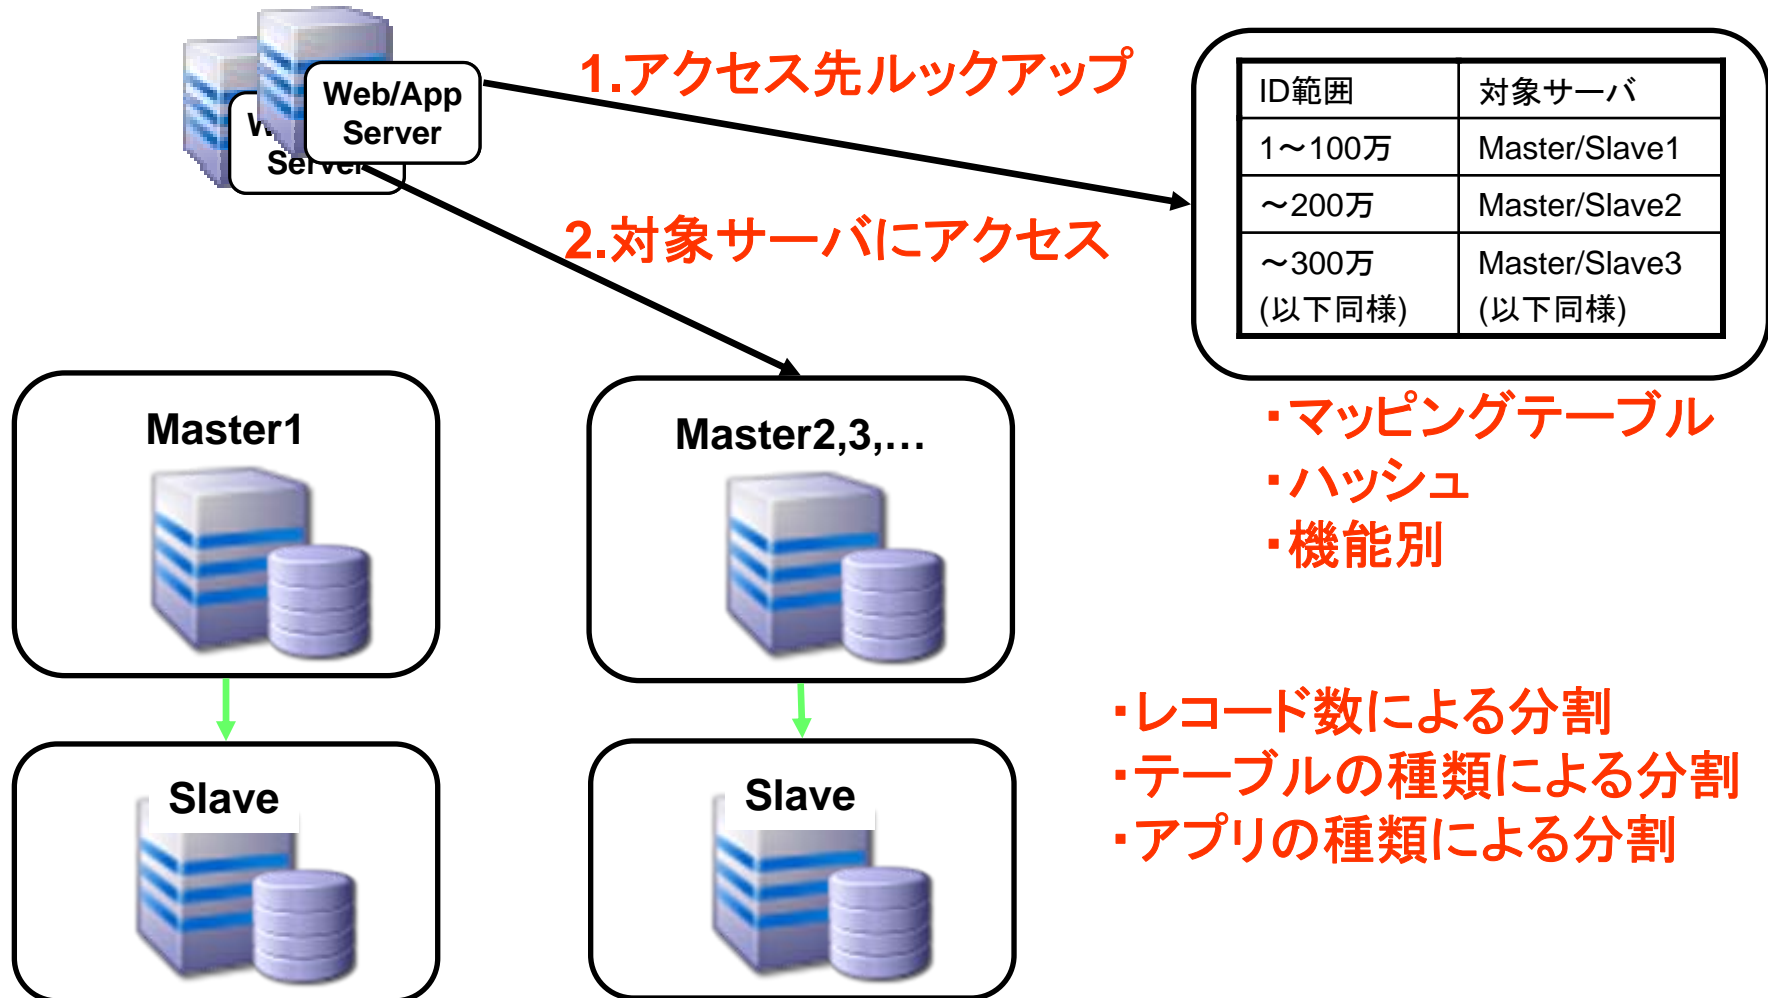 Web/App
Server
Server
1.アクセス先ルックアップ
2.対象サーバにアクセス
ID範囲 対象サーバ
1～100万 Master/Slave1
～200万 Master/Slave2
～300万 Master/Slave3
(以下同様) (以下同様)
・マッピングテーブル
・ハッシュ
・機能別
Master1
Master2,3,…
Slave
Slave
・レコード数による分割
・テーブルの種類による分割
・アプリの種類による分割